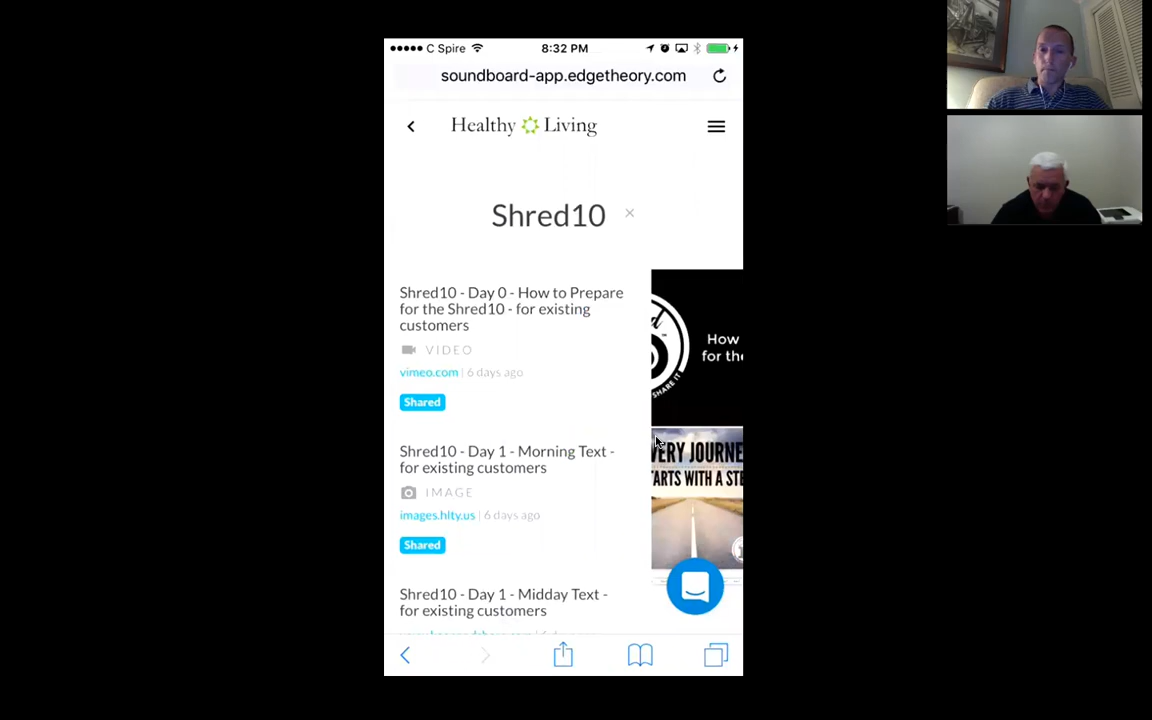 C Spire 8:32 PM
soundboard-app.edgetheory.com
Healthy Living
Shred10 ×
Shred10 - Day 0 - How to Prepare
for the Shred10 - for existing
customers
VIDEO
vimeo.com | 6 days ago
Shared
How
for the
SHARE IT
Shred10 - Day 1 - Morning Text -
for existing customers
IMAGE
images.hlty.us | 6 days ago
Shared
VERY JOURNE
ARTS WITH A STE
Shred10 - Day 1 - Midday Text -
for existing customers